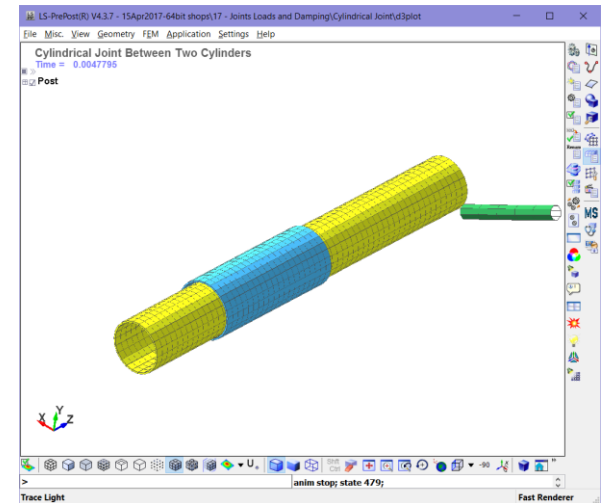 LS-PrePost(R) V4.3.7 - 15Apr2017-64bit shops\17 - Joints Loads and Damping\Cylindrical Joint\d3plot
File Misc. View Geometry FEM Application Settings Help
Cylindrical Joint Between Two Cylinders
Time = 0.0047795
Post
MS
X Y Z
U.
-90
> anim stop; state 479;
Trace Light Fast Renderer